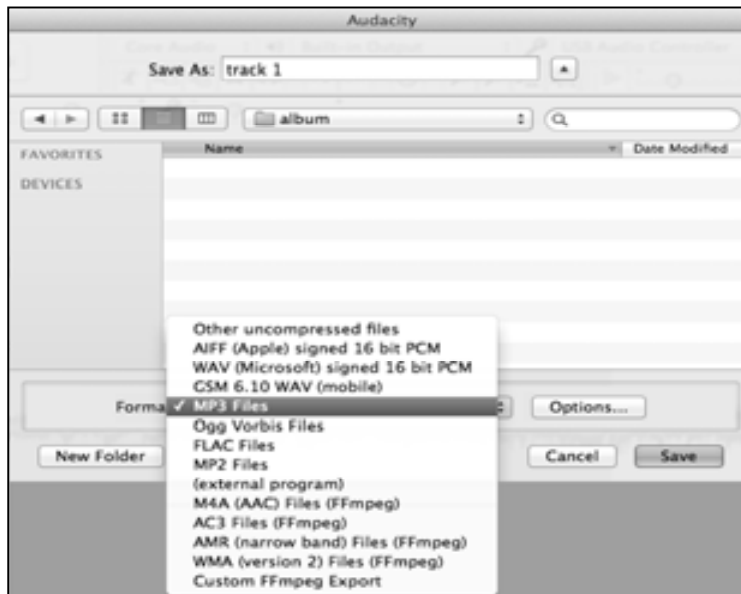 Audacity
Save As: track 1
album
FAVORITES
Name
Date Modified
DEVICES
Other uncompressed files
AIFF (Apple) signed 16 bit PCM
WAV (Microsoft) signed 16 bit PCM
GSM 6.10 WAV (mobile)
Forma ✓ MP3 Files
Options...
Ogg Vorbis Files
FLAC Files
New Folder
MP2 Files
Cancel
Save
(external program)
M4A (AAC) Files (FFmpeg)
AC3 Files (FFmpeg)
AMR (narrow band) Files (FFmpeg)
WMA (version 2) Files (FFmpeg)
Custom FFmpeg Export